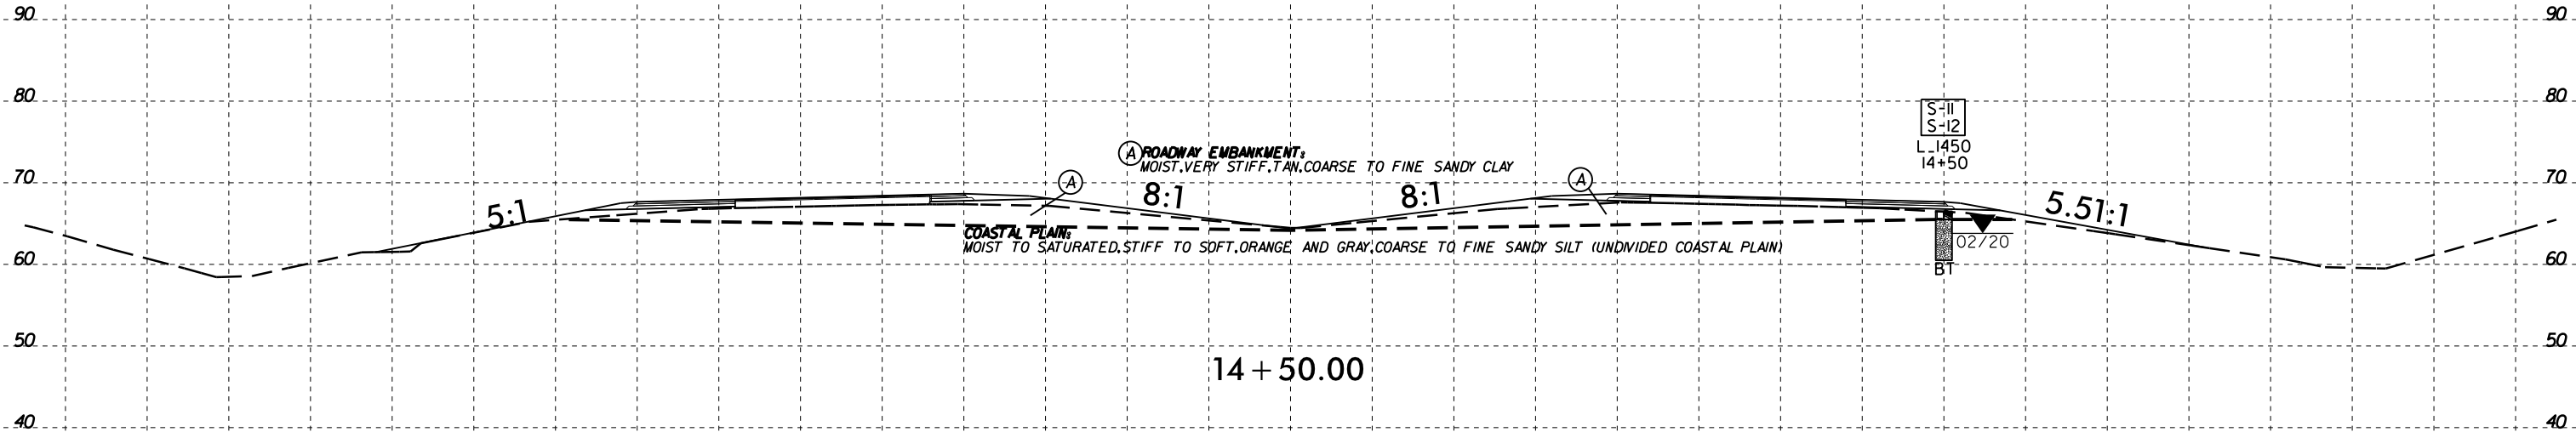 90 90
80 80
S-11
S-12
L_1450
14+50
A ROADWAY EMBANKMENT:
MOIST,VERY STIFF,TAN,COARSE TO FINE SANDY CLAY
70 70
A A
5:1 8:1 8:1 5.51:1
COASTAL PLAIN:
MOIST TO SATURATED,STIFF TO SOFT,ORANGE AND GRAY,COARSE TO FINE SANDY SILT (UNDIVIDED COASTAL PLAIN)
02/20
60 60
BT
50 50
14+50.00
40 40